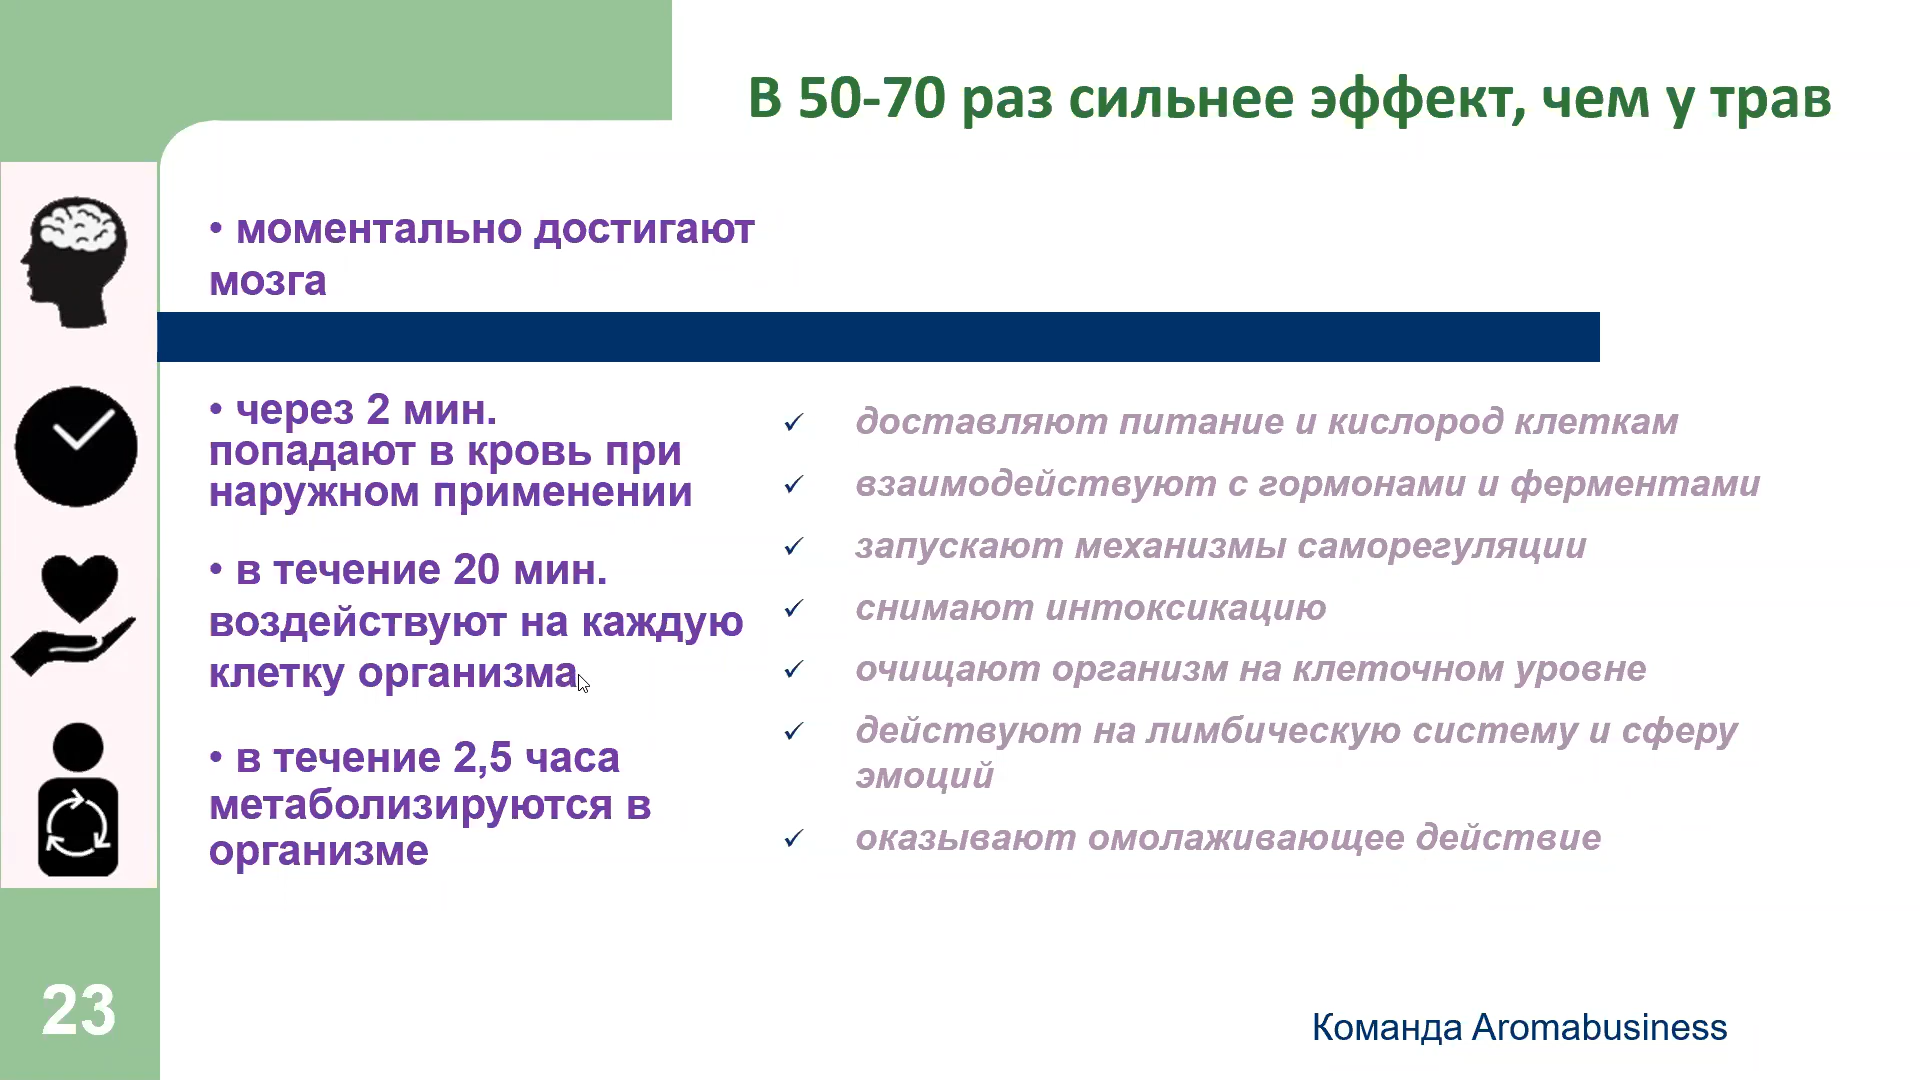 В 50-70 раз сильнее эффект, чем у трав
• моментально достигают
мозга
• через 2 мин.
попадают в кровь при
наружном применении
• в течение 20 мин.
воздействуют на каждую
клетку организма
• в течение 2,5 часа
метаболизируются в
организме
✓ доставляют питание и кислород клеткам
✓ взаимодействуют с гормонами и ферментами
✓ запускают механизмы саморегуляции
✓ снимают интоксикацию
✓ очищают организм на клеточном уровне
✓ действуют на лимбическую систему и сферу
эмоций
✓ оказывают омолаживающее действие
23
Команда Aromabusiness